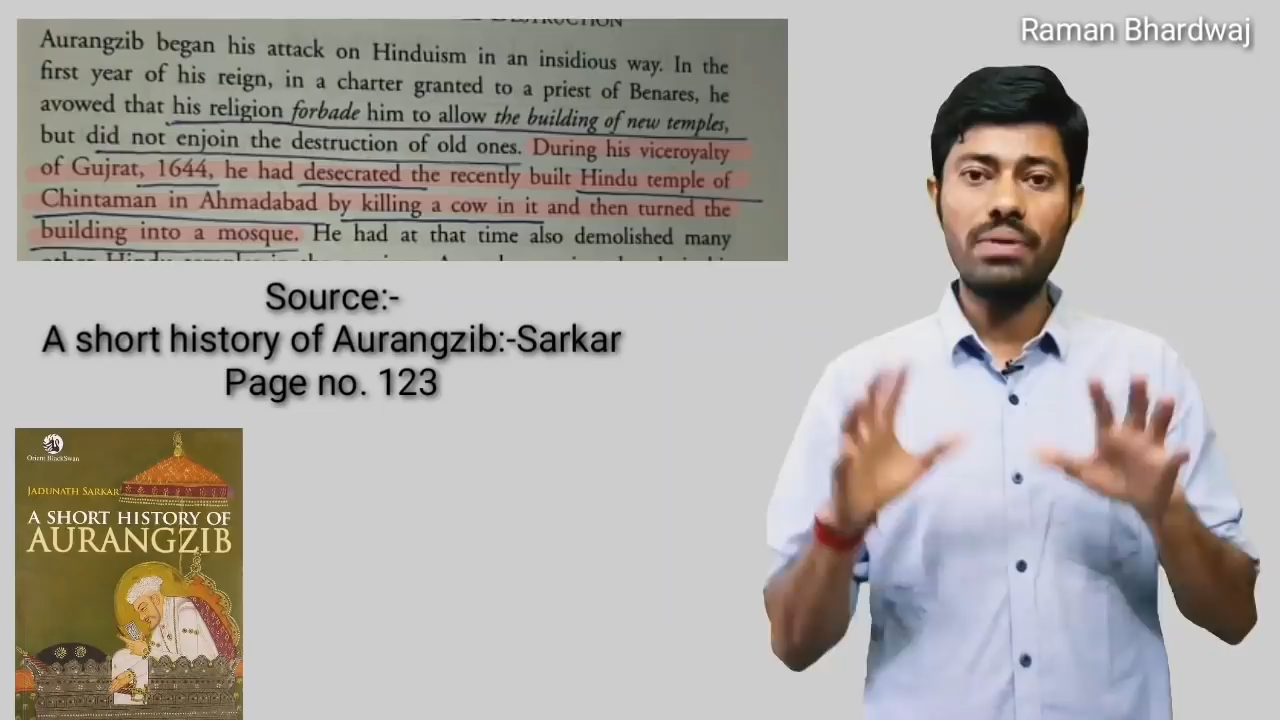 DESTRUCTION
Aurangzib began his attack on Hinduism in an insidious way. In the
first year of his reign, in a charter granted to a priest of Benares, he
avowed that his religion forbade him to allow the building of new temples,
but did not enjoin the destruction of old ones. During his viceroyalty
of Gujrat, 1644, he had desecrated the recently built Hindu temple of
Chintaman in Ahmadabad by killing a cow in it and then turned the
building into a mosque. He had at that time also demolished many
Raman Bhardwaj
Source:-
A short history of Aurangzib:-Sarkar
Page no. 123
Orient BlackSwan
JADUNATH SARKAR
A SHORT HISTORY OF
AURANGZIB